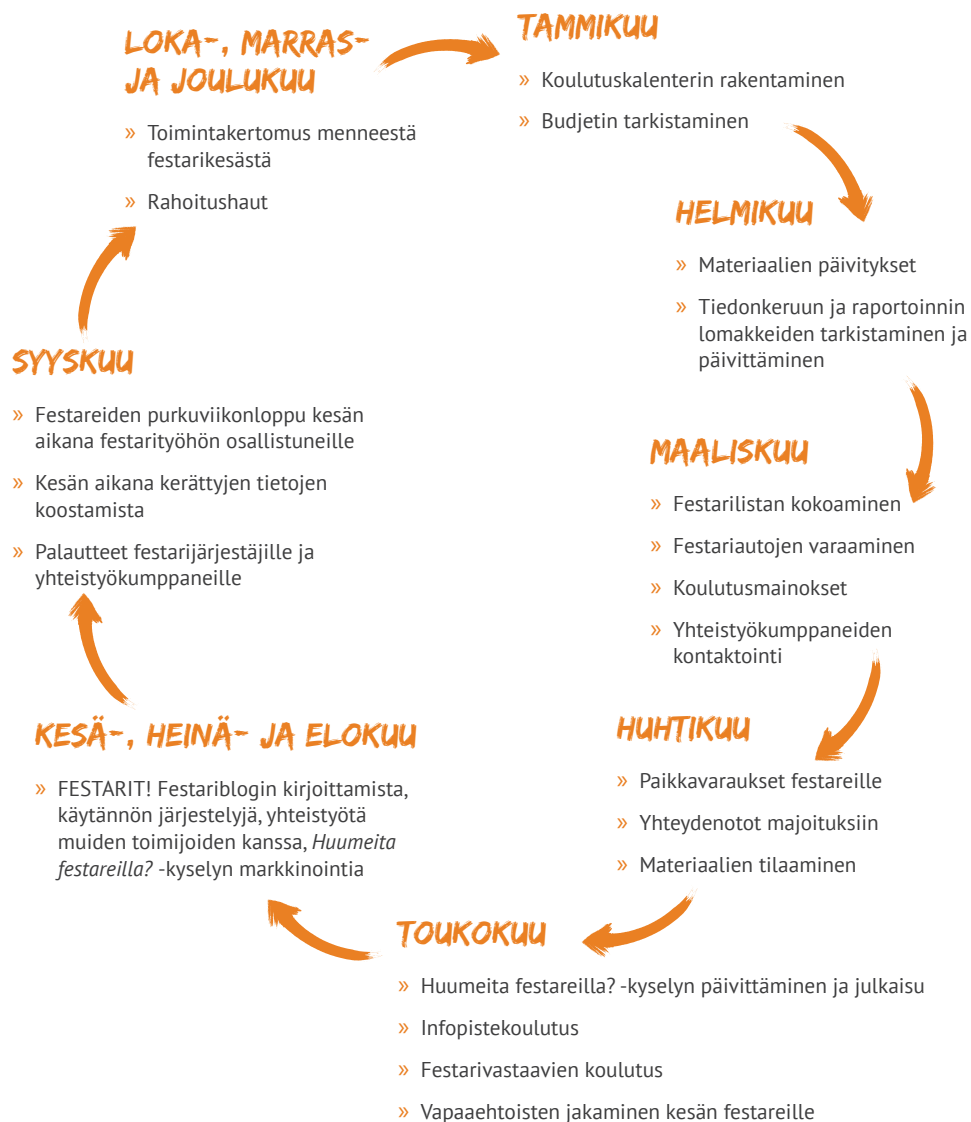 TAMMIKUU
» Koulutuskalenterin rakentaminen
» Budjetin tarkistaminen
HELMIKUU
» Materiaalien päivitykset
» Tiedonkeruun ja raportoinnin
lomakkeiden tarkistaminen ja
päivittäminen
MAALISKUU
» Festarilistan kokoaminen
» Festariautojen varaaminen
» Koulutusmainokset
» Yhteistyökumppaneiden
kontaktointi
HUHTIKUU
» Paikkavaraukset festareille
» Yhteydenotot majoituksiin
» Materiaalien tilaaminen
TOUKOKUU
» Huumeita festareilla? -kyselyn päivittäminen ja julkaisu
» Infopistekoulutus
» Festarivastaavien koulutus
» Vapaaehtoisten jakaminen kesän festareille
KESÄ-, HEINÄ- JA ELOKUU
» FESTARIT! Festariblogin kirjoittamista,
käytännön järjestelyjä, yhteistyötä
muiden toimijoiden kanssa, Huumeita
festareilla? -kyselyn markkinointia
SYYSKUU
» Festareiden purkuviikonloppu kesän
aikana festarityöhön osallistuneille
» Kesän aikana kerättyjen tietojen
koostamista
» Palautteet festarijärjestäjille ja
yhteistyökumppaneille
LOKA-, MARRAS-
JA JOULUKUU
» Toimintakertomus menneestä
festarikesästä
» Rahoitushaut